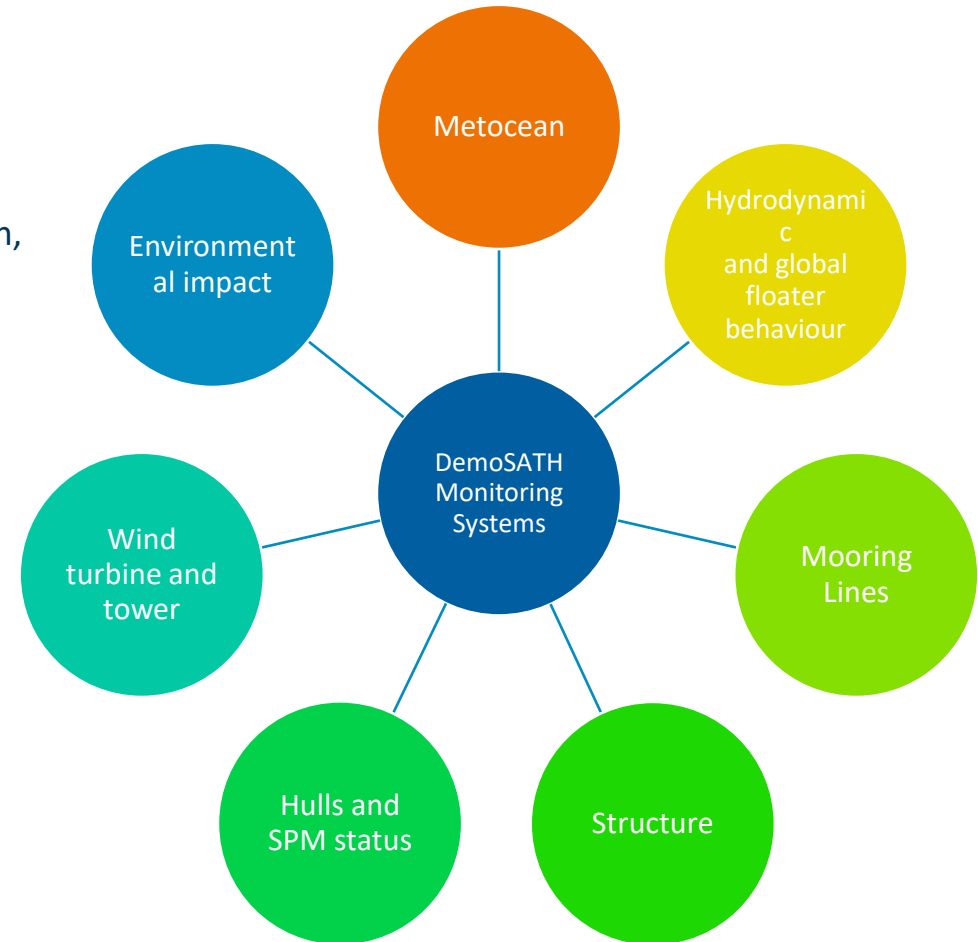 Metocean
Hydrodynami
c
and global
floater
behaviour
Environment
al impact
n,
DemoSATH
Monitoring
Systems
Mooring
Lines
Wind
turbine and
tower
Structure
Hulls and
SPM status